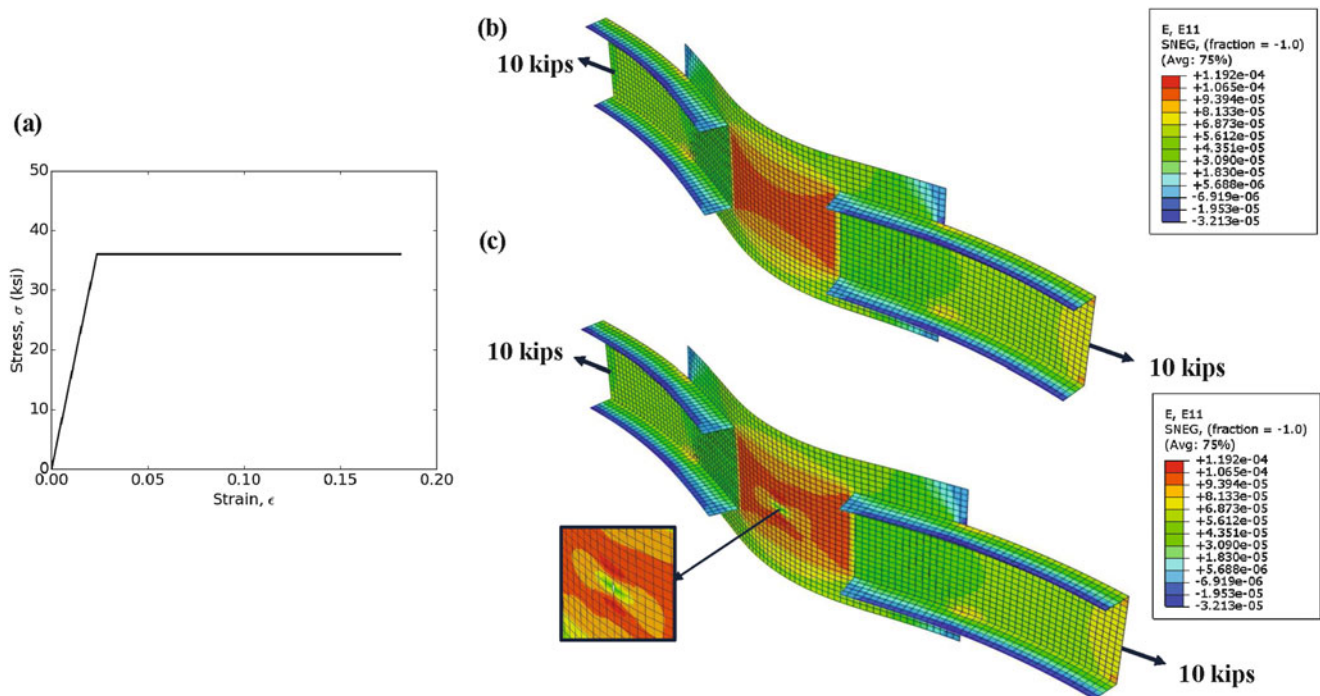 (a)
50
40
30
20
10
0
0.00 0.05 0.10 0.15 0.20
Stress, σ (ksi)
Strain, ϵ
(b)
10 kips
10 kips
E, E11
SNEG, (fraction = -1.0)
(Avg: 75%)
+1.192e-04
+1.065e-04
+9.394e-05
+8.133e-05
+6.873e-05
+5.612e-05
+4.351e-05
+3.090e-05
+1.830e-05
+5.688e-06
-6.919e-06
-1.953e-05
-3.213e-05
(c)
10 kips
10 kips
E, E11
SNEG, (fraction = -1.0)
(Avg: 75%)
+1.192e-04
+1.065e-04
+9.394e-05
+8.133e-05
+6.873e-05
+5.612e-05
+4.351e-05
+3.090e-05
+1.830e-05
+5.688e-06
-6.919e-06
-1.953e-05
-3.213e-05